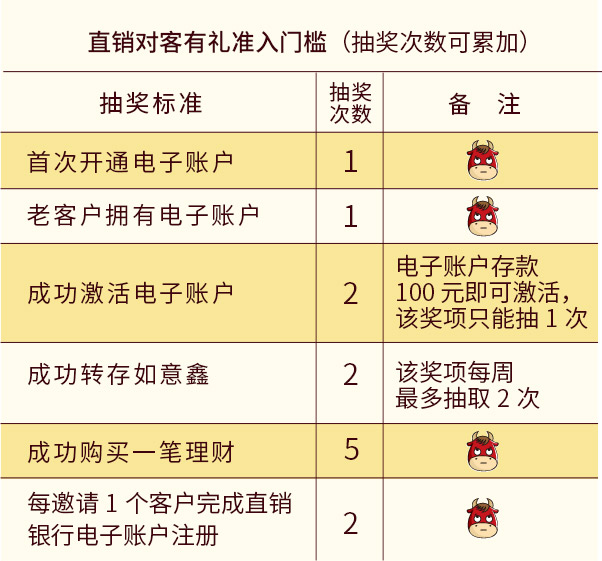 直销对客有礼准入门槛（抽奖次数可累加）
抽奖标准
抽奖
次数
备 注
首次开通电子账户
1
老客户拥有电子账户
1
成功激活电子账户
2
电子账户存款
100 元即可激活，
该奖项只能抽 1 次
成功转存如意鑫
2
该奖项每周
最多抽取 2 次
成功购买一笔理财
5
每邀请 1 个客户完成直销
银行电子账户注册
2